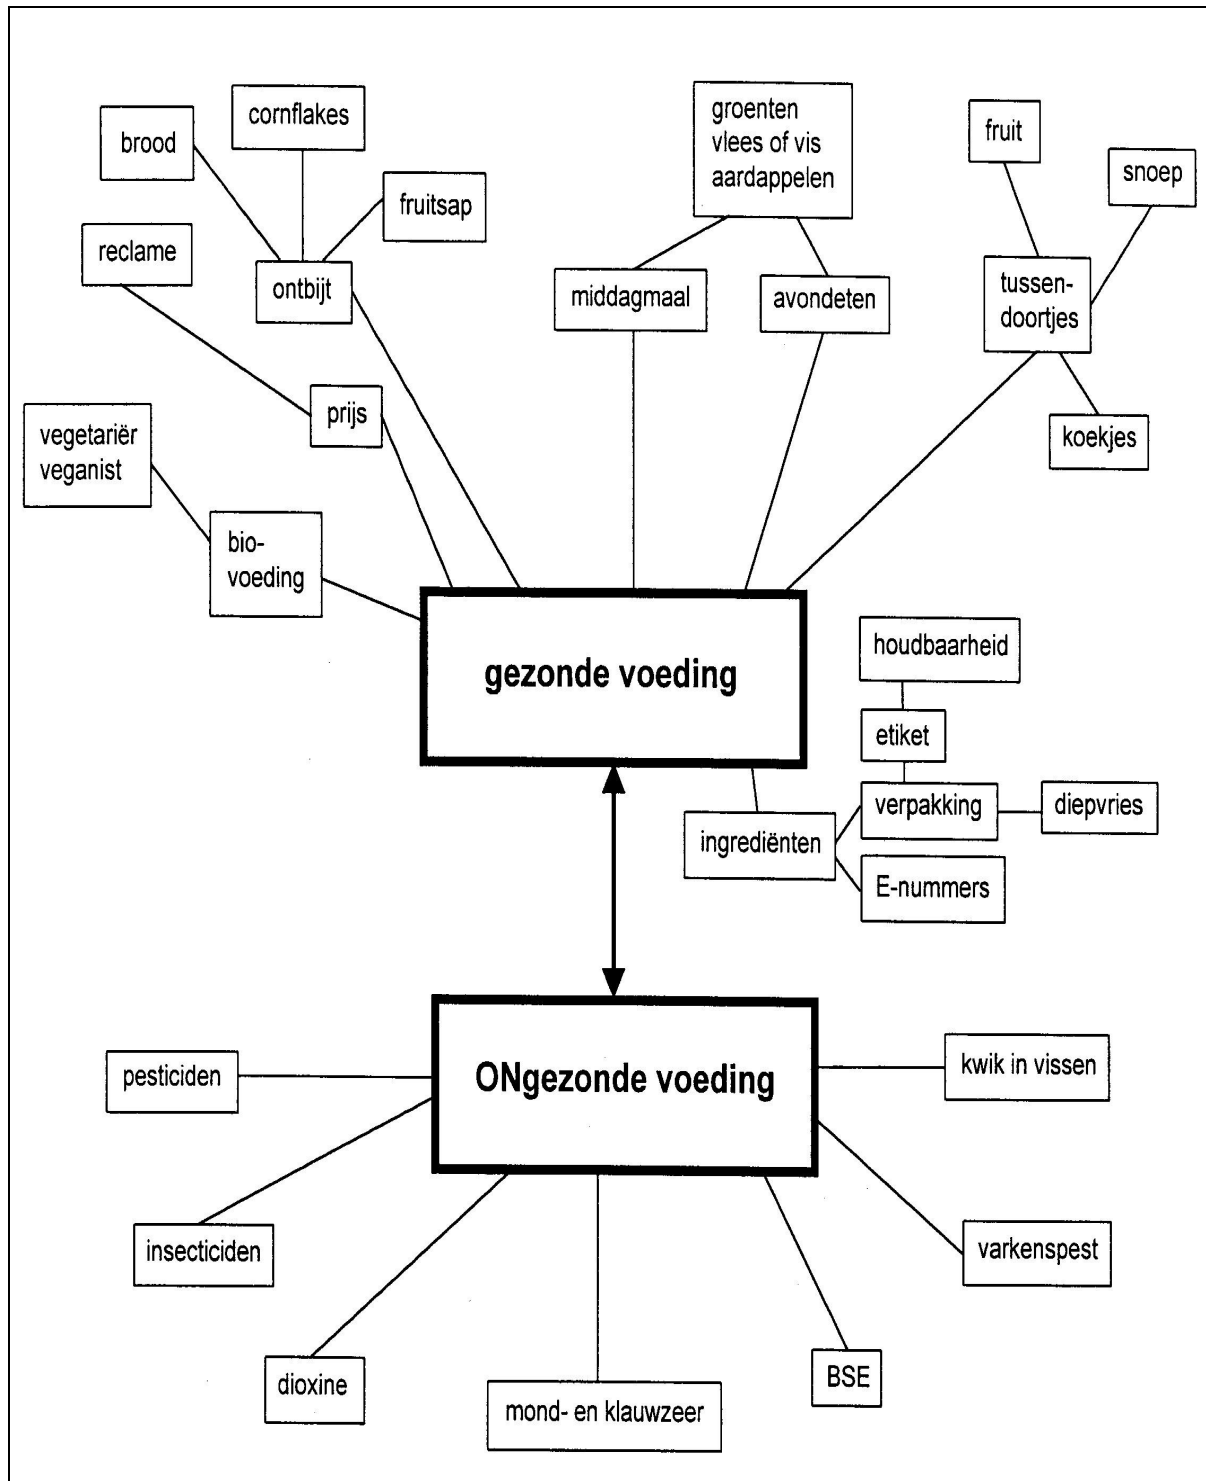 cornflakes
brood
fruitsap
reclame
ontbijt
groenten
vlees of vis
aardappelen
fruit
snoep
middagmaal
avondeten
tussen-
doortjes
prijs
koekjes
vegetariër
veganist
bio-
voeding
gezonde voeding
houdbaarheid
etiket
verpakking
diepvries
ingrediënten
E-nummers
ONgezonde voeding
pesticiden
kwik in vissen
insecticiden
varkenspest
dioxine
mond- en klauwzeer
BSE